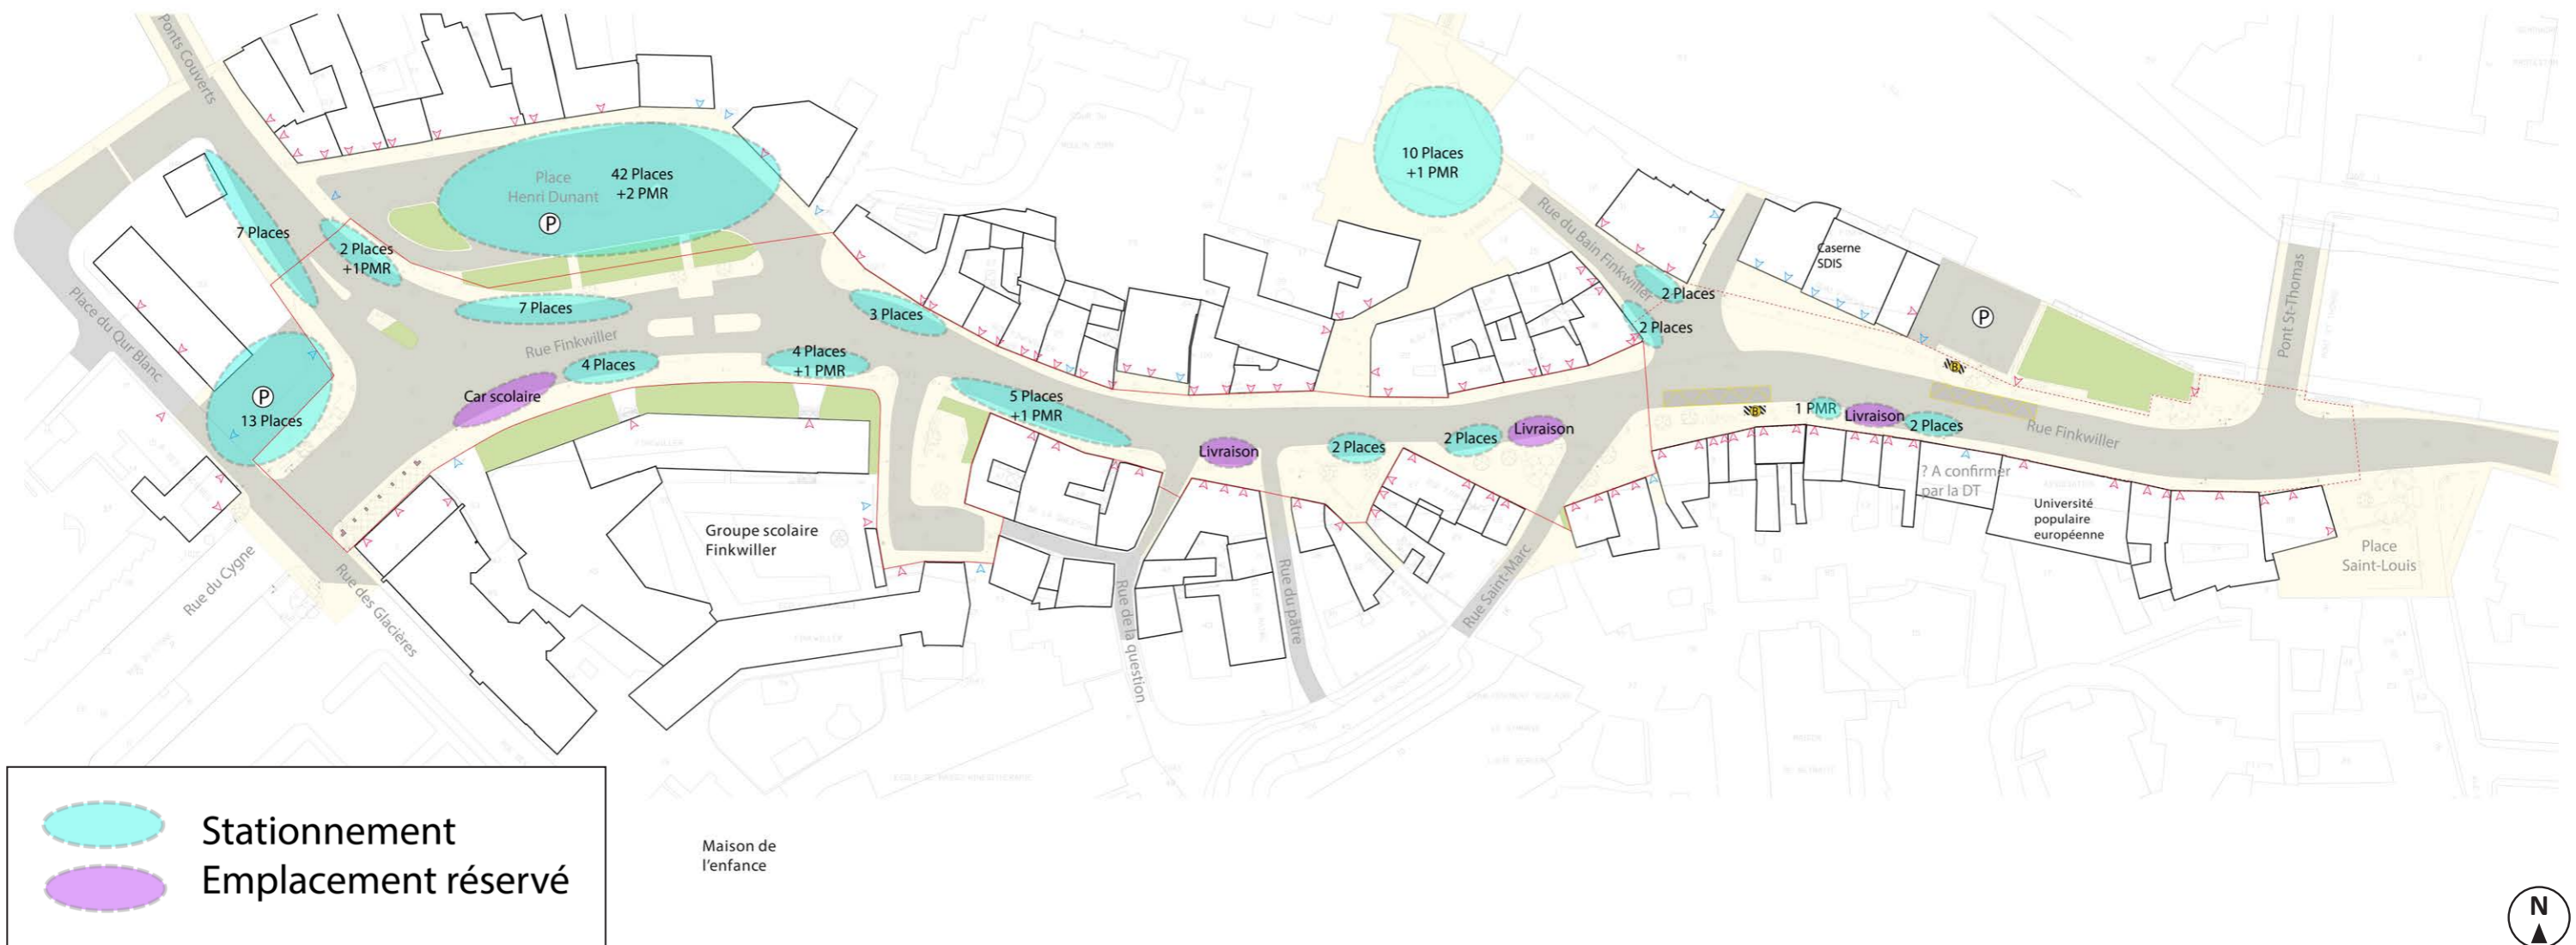 Ponts Couverts
Place
Henri Dunant
42 Places
+2 PMR
P
10 Places
+1 PMR
7 Places
2 Places
+1PMR
7 Places
3 Places
Rue du Bain Finkwiller
2 Places
2 Places
Caserne
SDIS
P
Pont St-Thomas
Place du Qur Blanc
P
13 Places
Rue Finkwiller
Car scolaire
4 Places
4 Places
+1 PMR
5 Places
+1 PMR
Livraison
2 Places
2 Places
Livraison
B
B
1 PMR
Livraison
2 Places
Rue Finkwiller
? A confirmer
par la DT
Université
populaire
européenne
Place
Saint-Louis
Groupe scolaire
Finkwiller
Rue du Cygne
Rue des Glacières
Rue de la question
Rue du pâtre
Rue Saint-Marc
Stationnement
Emplacement réservé
Maison de
l'enfance
N